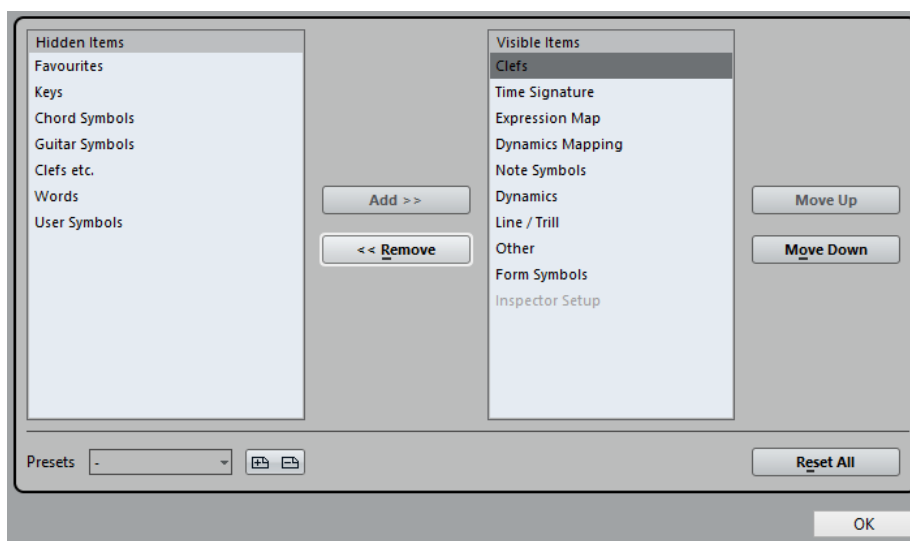 Hidden Items
Favourites
Keys
Chord Symbols
Guitar Symbols
Clefs etc.
Words
User Symbols
Add >>
<< Remove
Visible Items
Clefs
Time Signature
Expression Map
Dynamics Mapping
Note Symbols
Dynamics
Line / Trill
Other
Form Symbols
Inspector Setup
Move Up
Move Down
Presets -
Reset All
OK